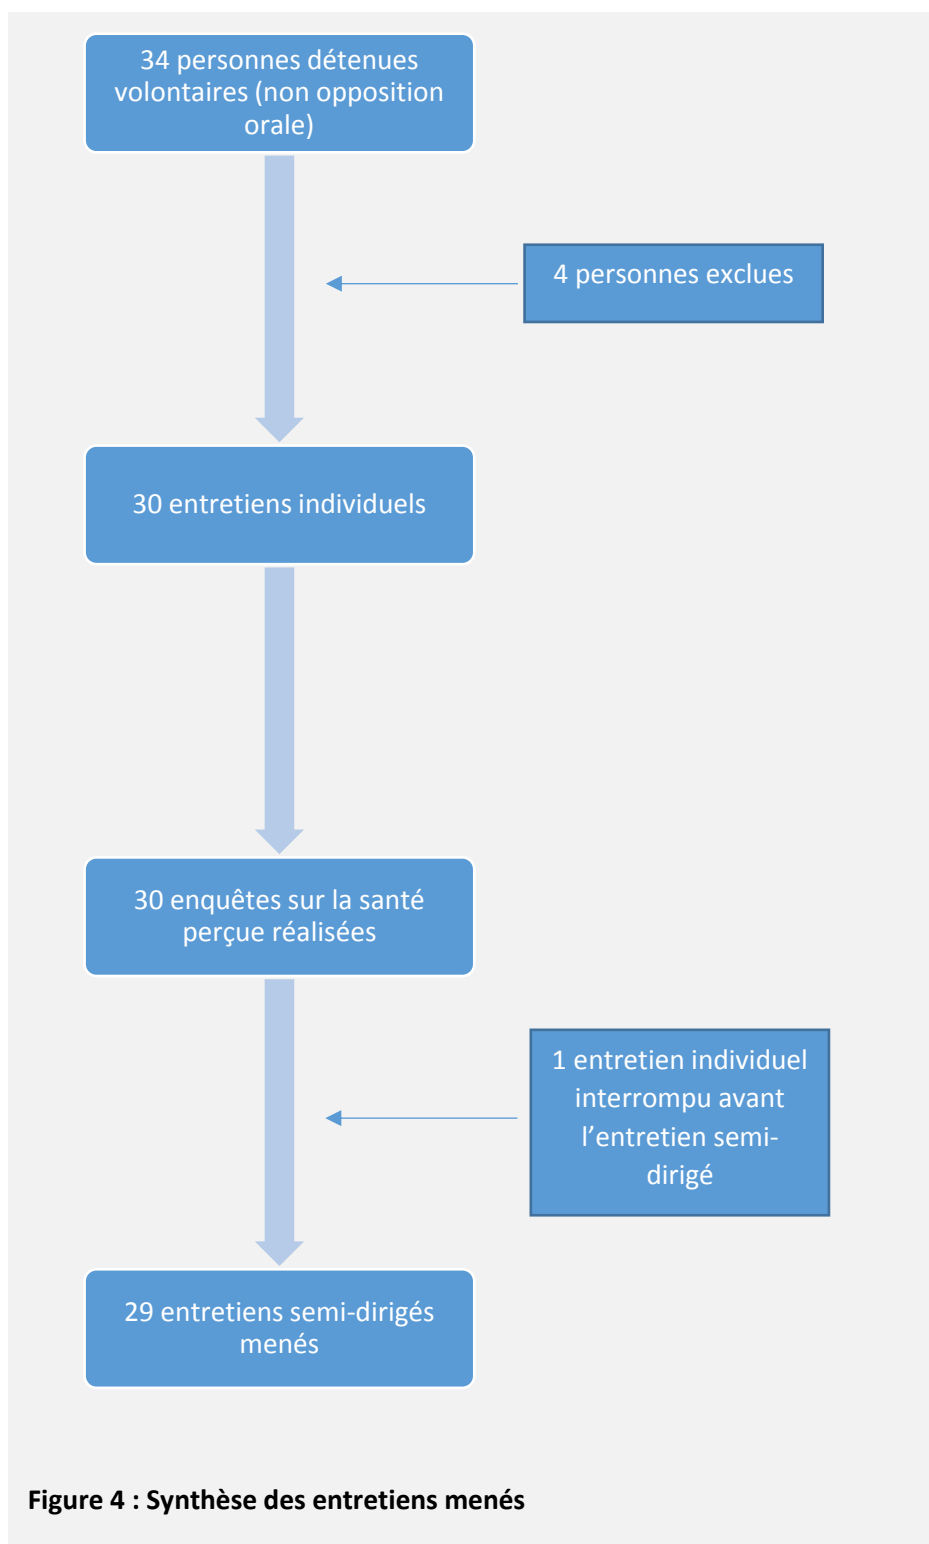 34 personnes détenues
volontaires (non opposition
orale)
4 personnes exclues
30 entretiens individuels
30 enquêtes sur la santé
perçue réalisées
1 entretien individuel
interrompu avant
l’entretien semi-
dirigé
29 entretiens semi-dirigés
menés
Figure 4 : Synthèse des entretiens menés